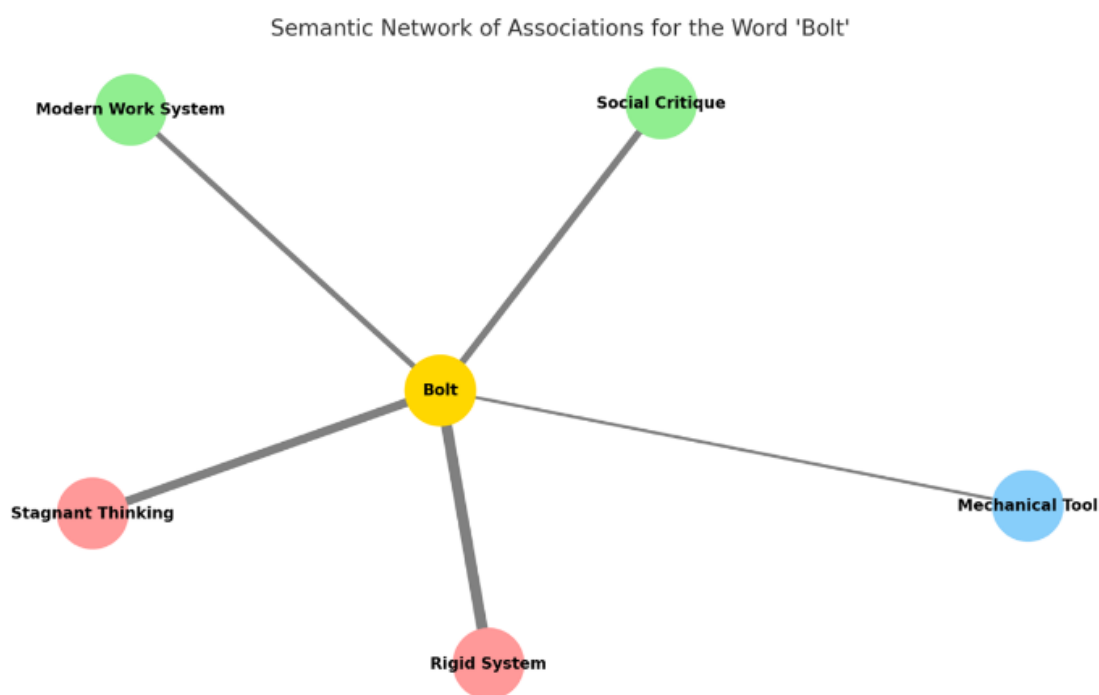 Semantic Network of Associations for the Word 'Bolt'
Social Critique
Modern Work System
Bolt
Mechanical Tool
Stagnant Thinking
Rigid System